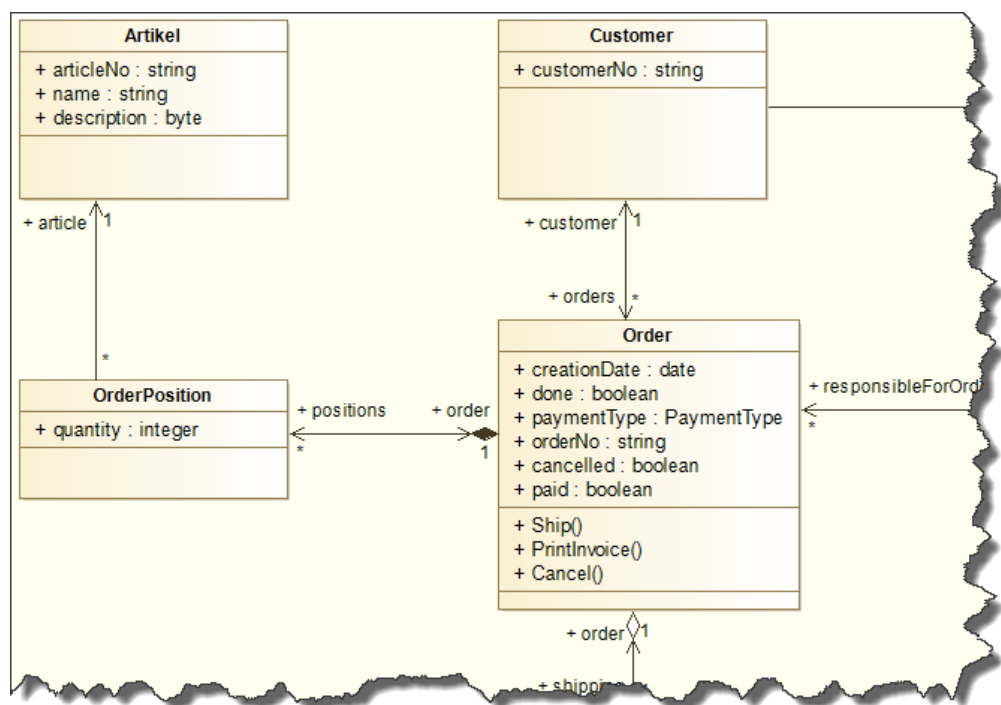 Artikel
+ articleNo : string
+ name : string
+ description : byte
Customer
+ customerNo : string
+ article 1
*
+ customer 1
+ orders *
OrderPosition
+ quantity : integer
+ positions
*
+ order
1
Order
+ creationDate : date
+ done : boolean
+ paymentType : PaymentType
+ orderNo : string
+ cancelled : boolean
+ paid : boolean
+ Ship()
+ PrintInvoice()
+ Cancel()
+ responsibleForOrd
*
+ order 1
+ shipping